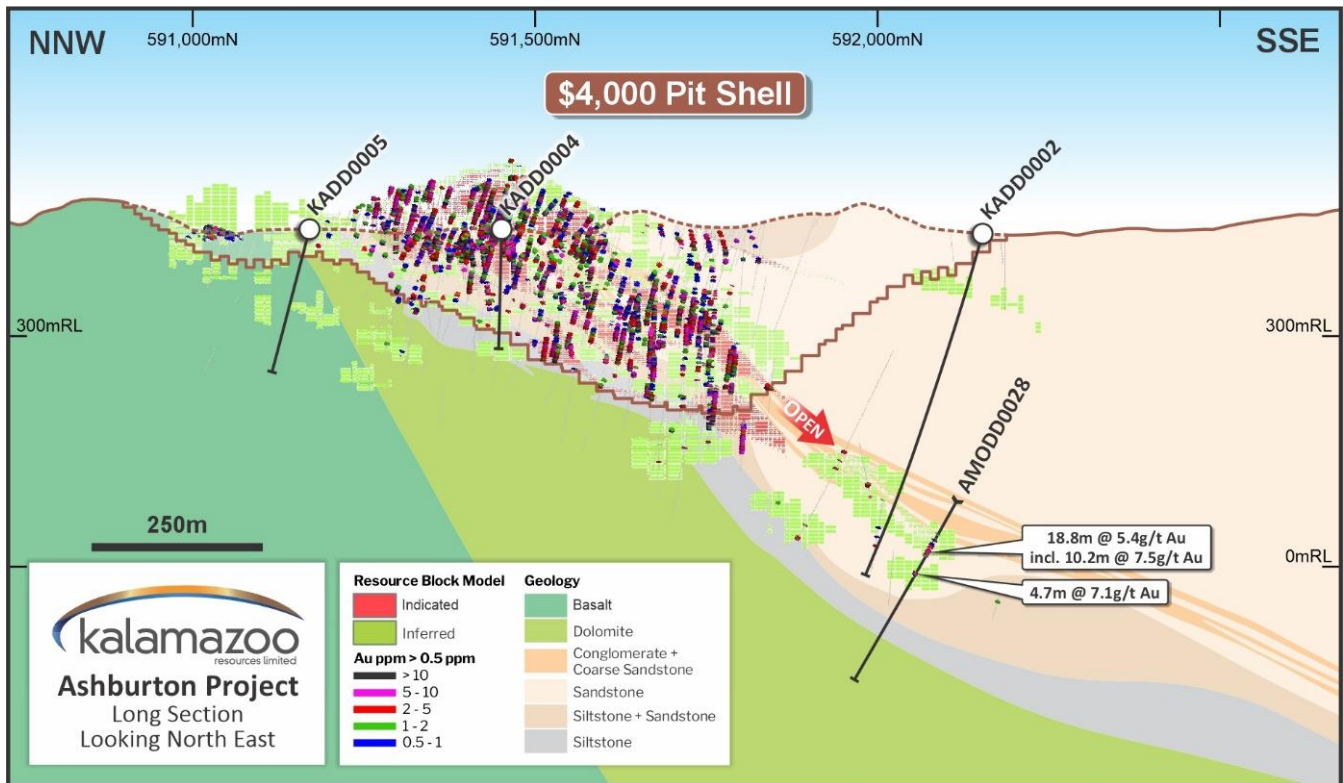 NNW
591,000mN
591,500mN
592,000mN
SSE
$4,000 Pit Shell
KADD0005
KADD0004
KADD0002
300mRL
300mRL
OPEN
AMODD0028
18.8m @ 5.4g/t Au
incl. 10.2m @ 7.5g/t Au
0mRL
4.7m @ 7.1g/t Au
250m
kalamazoo
resources limited
Ashburton Project
Long Section
Looking North East
Resource Block Model
Indicated
Inferred
Au ppm > 0.5 ppm
> 10
5 - 10
2 - 5
1 - 2
0.5 - 1
Geology
Basalt
Dolomite
Conglomerate +
Coarse Sandstone
Sandstone
Siltstone + Sandstone
Siltstone